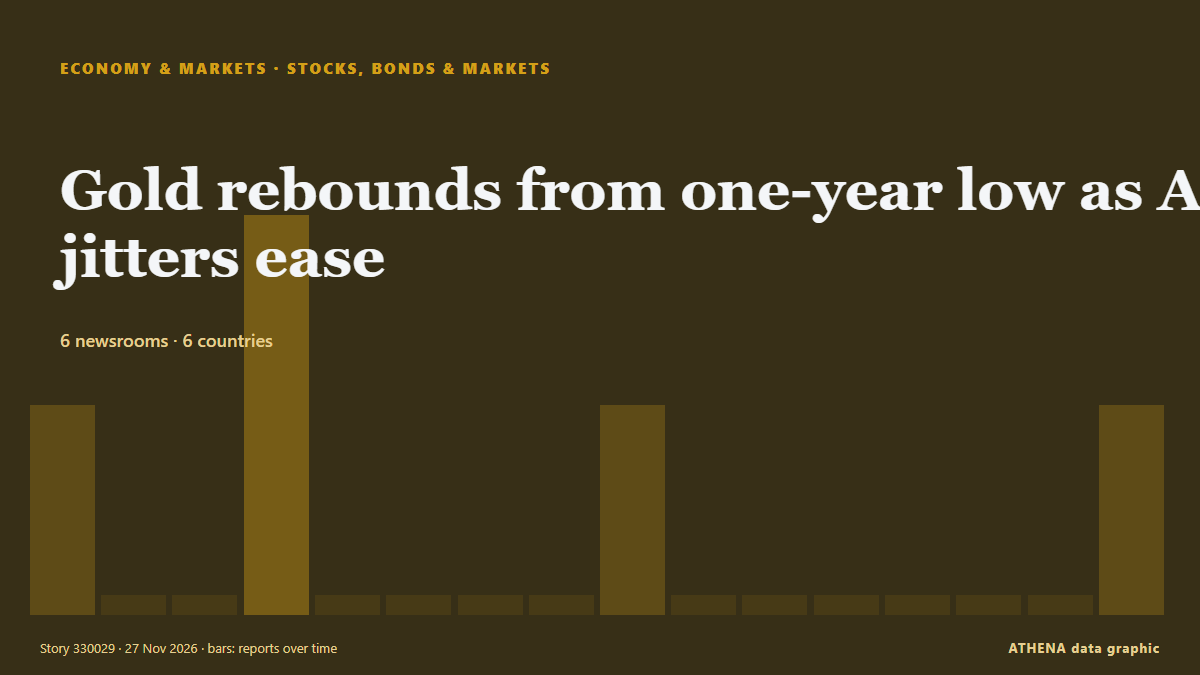 ECONOMY & MARKETS · STOCKS, BONDS & MARKETS
Gold rebounds from one-year low as
jitters ease
6 newsrooms · 6 countries
Story 330029 · 27 Nov 2026 · bars: reports over time
ATHENA data graphic